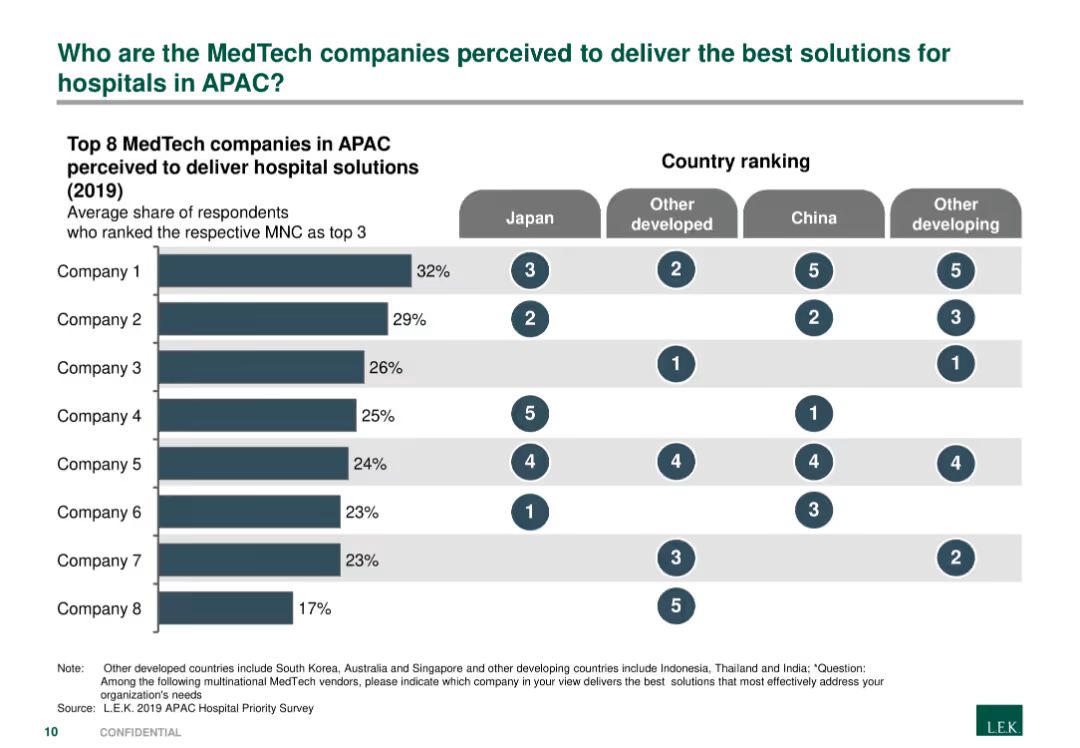 Who are the MedTech companies perceived to deliver the best solutions for
hospitals in APAC?
Top 8 MedTech companies in APAC
perceived to deliver hospital solutions
(2019)
Average share of respondents
who ranked the respective MNC as top 3
Country ranking
Japan
Other
developed
China
Other
developing
Company 1 32% 3 2 5 5
Company 2 29% 2 2 3
Company 3 26% 1 1
Company 4 25% 5 1
Company 5 24% 4 4 4 4
Company 6 23% 1 3
Company 7 23% 3 2
Company 8 17% 5
Note: Other developed countries include South Korea, Australia and Singapore and other developing countries include Indonesia, Thailand and India; *Question:
Among the following multinational MedTech vendors, please indicate which company in your view delivers the best solutions that most effectively address your
organization's needs
Source: L.E.K. 2019 APAC Hospital Priority Survey
10 CONFIDENTIAL
L.E.K.